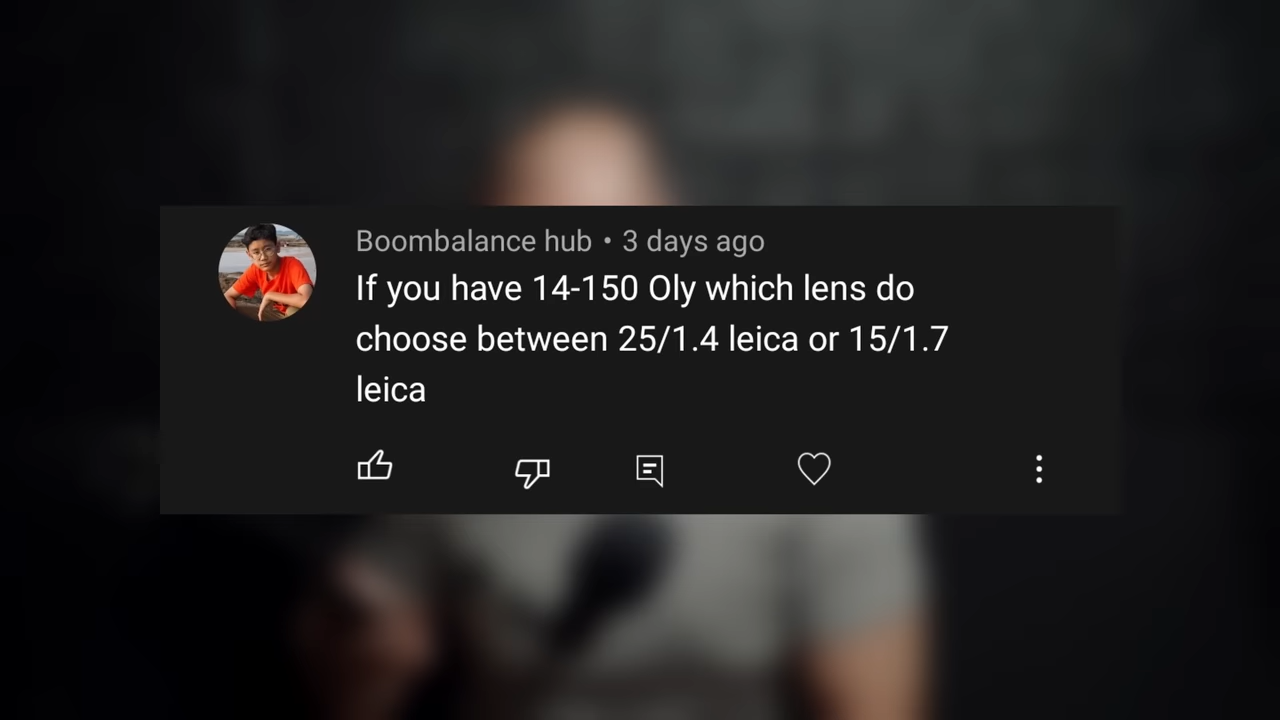 Boombalance hub • 3 days ago
If you have 14-150 Oly which lens do
choose between 25/1.4 leica or 15/1.7
leica